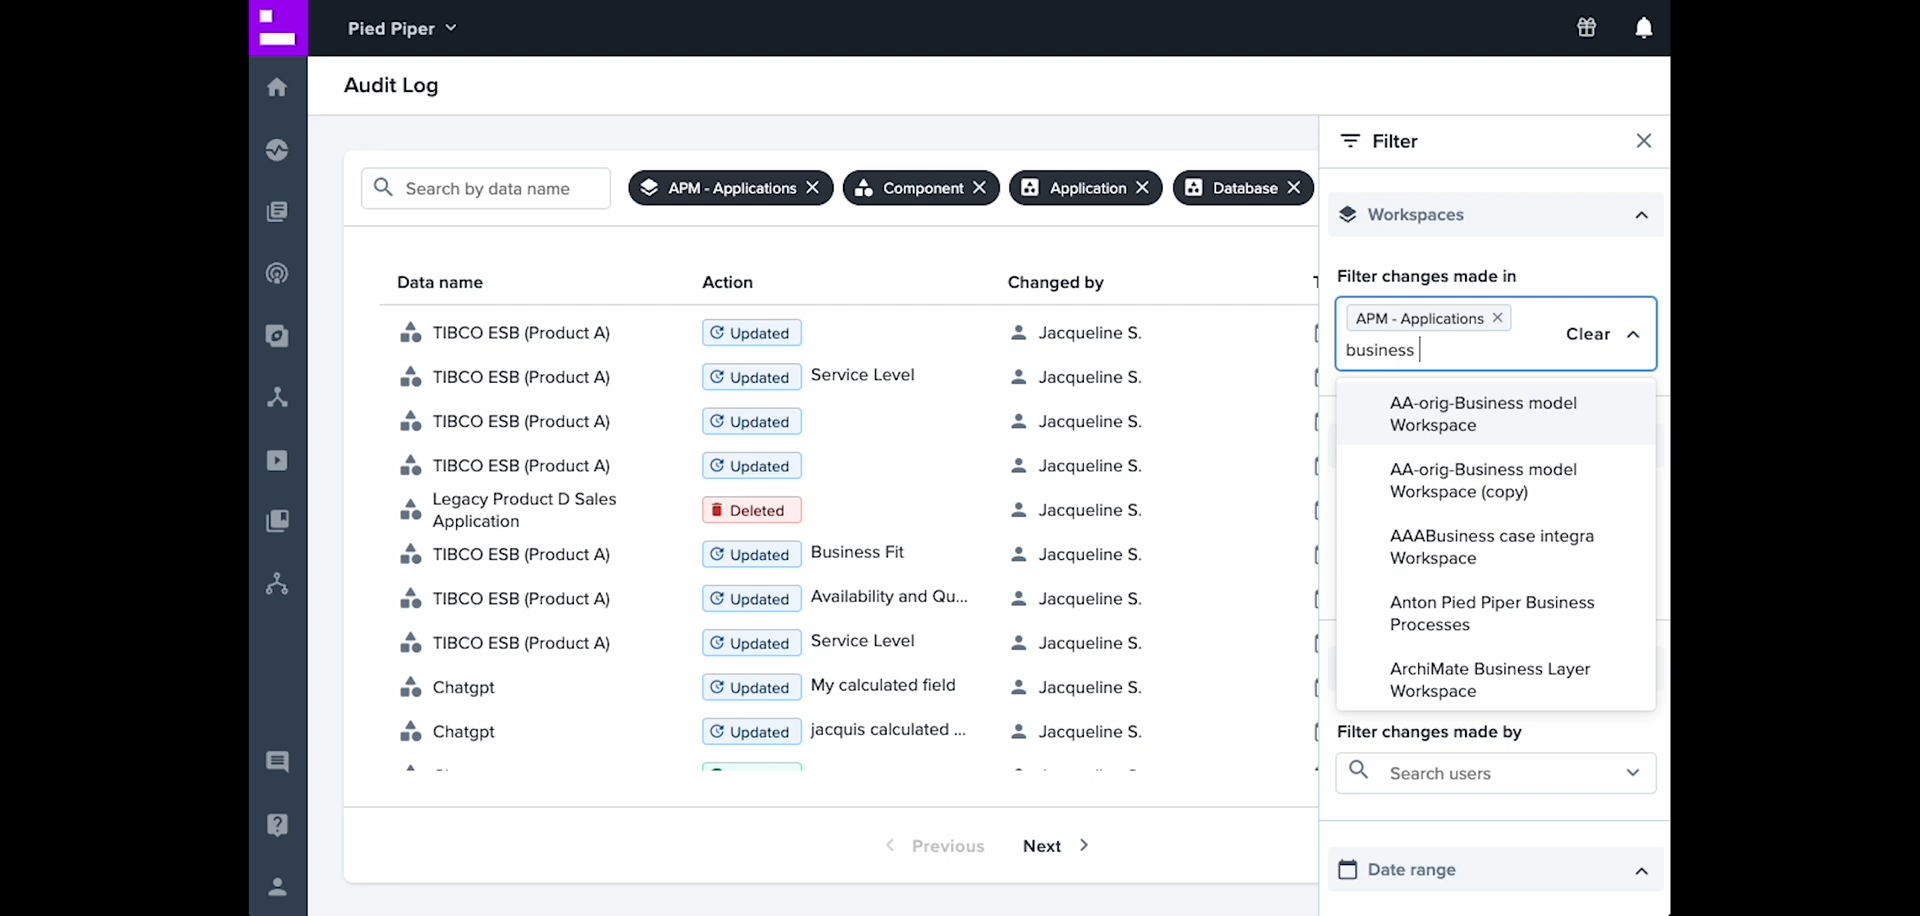 Pied Piper
Audit Log
Search by data name
APM - Applications
Component
Application
Database
Data name
Action
Changed by
TIBCO ESB (Product A)
Updated
Jacqueline S.
TIBCO ESB (Product A)
Updated
Service Level
Jacqueline S.
TIBCO ESB (Product A)
Updated
Jacqueline S.
TIBCO ESB (Product A)
Updated
Jacqueline S.
Legacy Product D Sales
Application
Deleted
Jacqueline S.
TIBCO ESB (Product A)
Updated
Business Fit
Jacqueline S.
TIBCO ESB (Product A)
Updated
Availability and Qu...
Jacqueline S.
TIBCO ESB (Product A)
Updated
Service Level
Jacqueline S.
Chatgpt
Updated
My calculated field
Jacqueline S.
Chatgpt
Updated
jacquis calculated ...
Jacqueline S.
Previous
Next
Filter
Workspaces
Filter changes made in
APM - Applications
Clear
business
AA-orig-Business model
Workspace
AA-orig-Business model
Workspace (copy)
AAABusiness case integra
Workspace
Anton Pied Piper Business
Processes
ArchiMate Business Layer
Workspace
Filter changes made by
Search users
Date range